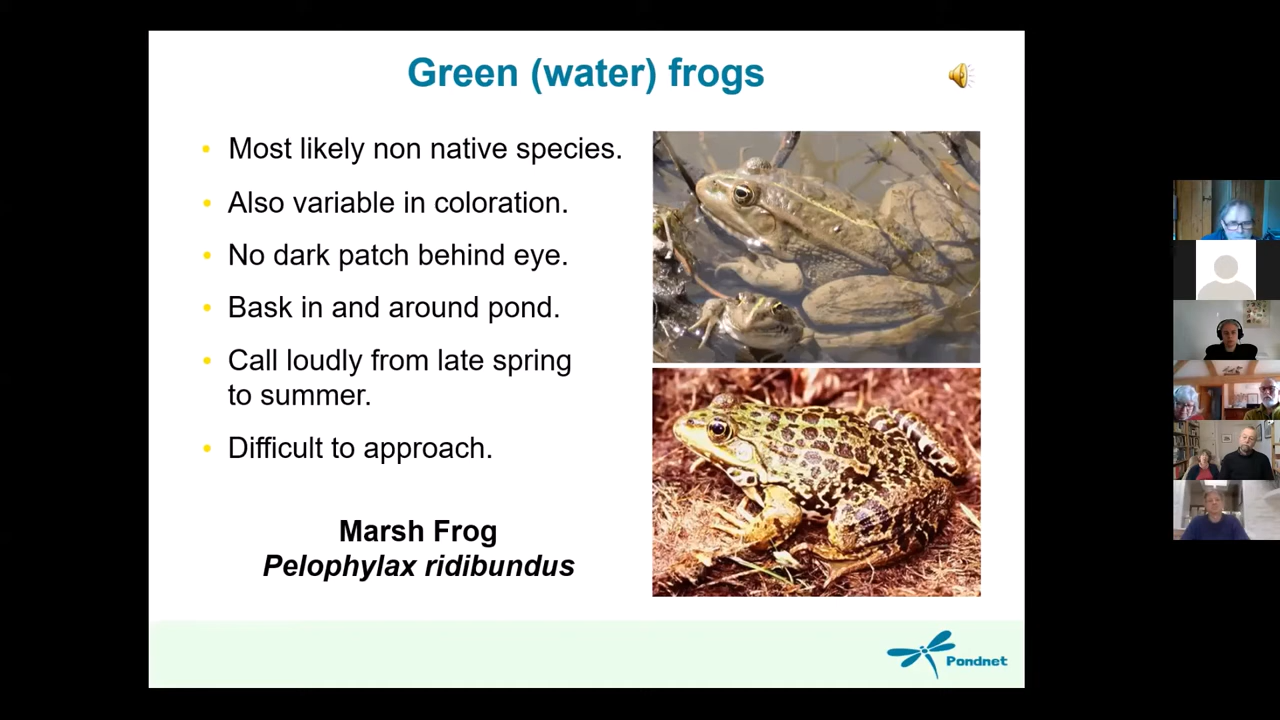 Green (water) frogs
Most likely non native species.
Also variable in coloration.
No dark patch behind eye.
Bask in and around pond.
Call loudly from late spring
to summer.
Difficult to approach.
Marsh Frog
Pelophylax ridibundus
Pondnet